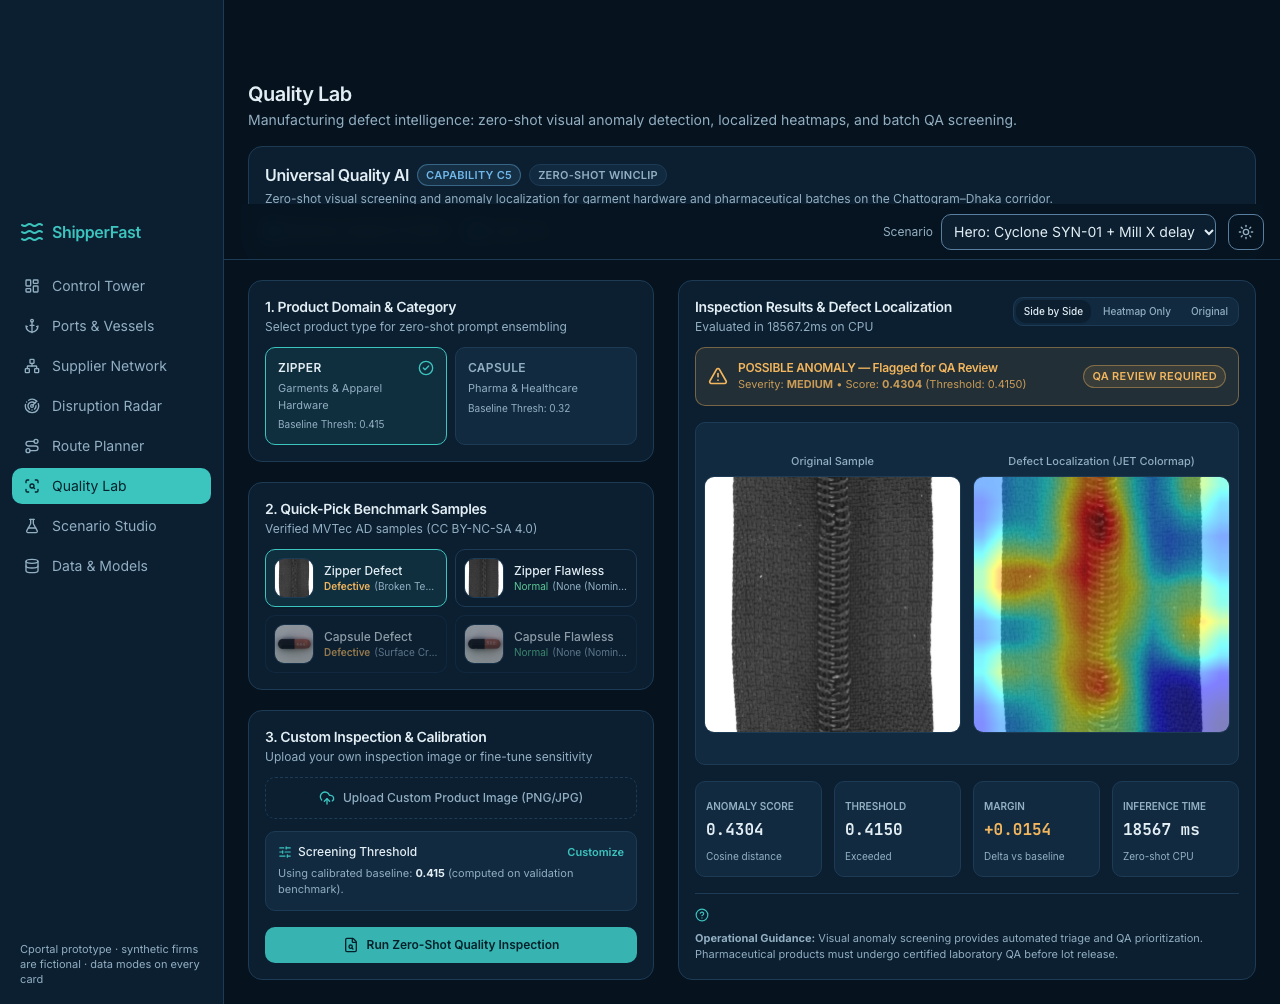 ShipperFast
Control Tower
Ports & Vessels
Supplier Network
Disruption Radar
Route Planner
Quality Lab
Scenario Studio
Data & Models
Cportal prototype · synthetic firms
are fictional · data modes on every
card
Quality Lab
Manufacturing defect intelligence: zero-shot visual anomaly detection, localized heatmaps, and batch QA screening.
Universal Quality AI
CAPABILITY C5
ZERO-SHOT WINCLIP
Zero-shot visual screening and anomaly localization for garment hardware and pharmaceutical batches on the Chattogram–Dhaka corridor.
Scenario
Hero: Cyclone SYN-01 + Mill X delay
1. Product Domain & Category
Select product type for zero-shot prompt ensembling
ZIPPER
Garments & Apparel
Hardware
Baseline Thresh: 0.415
CAPSULE
Pharma & Healthcare
Baseline Thresh: 0.32
2. Quick-Pick Benchmark Samples
Verified MVTec AD samples (CC BY-NC-SA 4.0)
Zipper Defect
Defective (Broken Te...
Zipper Flawless
Normal (None (Nomin...
Capsule Defect
Defective (Surface Cr...
Capsule Flawless
Normal (None (Nomin...
3. Custom Inspection & Calibration
Upload your own inspection image or fine-tune sensitivity
Upload Custom Product Image (PNG/JPG)
Screening Threshold
Customize
Using calibrated baseline: 0.415 (computed on validation
benchmark).
Run Zero-Shot Quality Inspection
Inspection Results & Defect Localization
Evaluated in 18567.2ms on CPU
Side by Side
Heatmap Only
Original
POSSIBLE ANOMALY — Flagged for QA Review
Severity: MEDIUM • Score: 0.4304 (Threshold: 0.4150)
QA REVIEW REQUIRED
Original Sample
Defect Localization (JET Colormap)
ANOMALY SCORE
0.4304
Cosine distance
THRESHOLD
0.4150
Exceeded
MARGIN
+0.0154
Delta vs baseline
INFERENCE TIME
18567 ms
Zero-shot CPU
Operational Guidance: Visual anomaly screening provides automated triage and QA prioritization.
Pharmaceutical products must undergo certified laboratory QA before lot release.